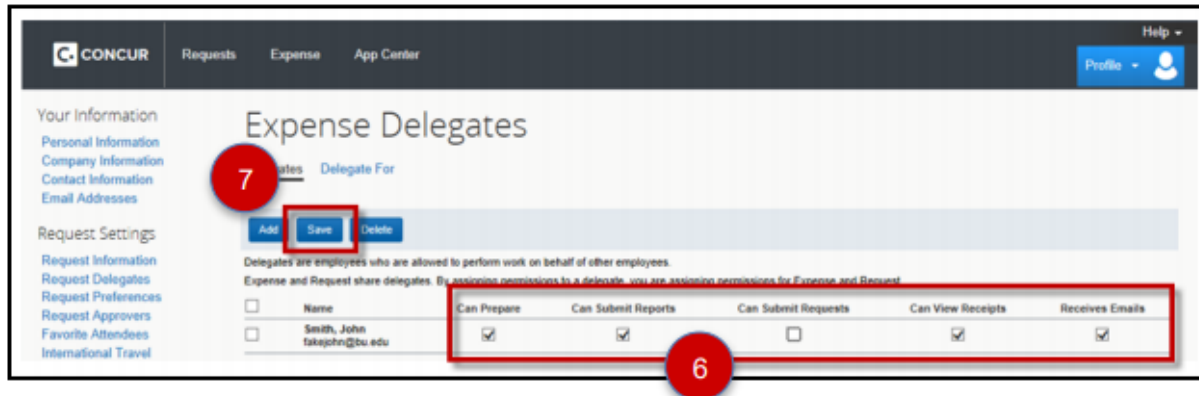 Help
CONCUR Requests Expense App Center
Profile
Your Information
Personal Information
Company Information
Contact Information
Email Addresses
Request Settings
Request Information
Request Delegates
Request Preferences
Request Approvers
Favorite Attendees
International Travel
Expense Delegates
7
ates Delegate For
Add Save Delete
Delegates are employees who are allowed to perform work on behalf of other employees.
Expense and Request share delegates. By assigning permissions to a delegate, you are assigning permissions for Expense and Request
Name Can Prepare Can Submit Reports Can Submit Requests Can View Receipts Receives Emails
Smith, John
fakejohn@bu.edu
6